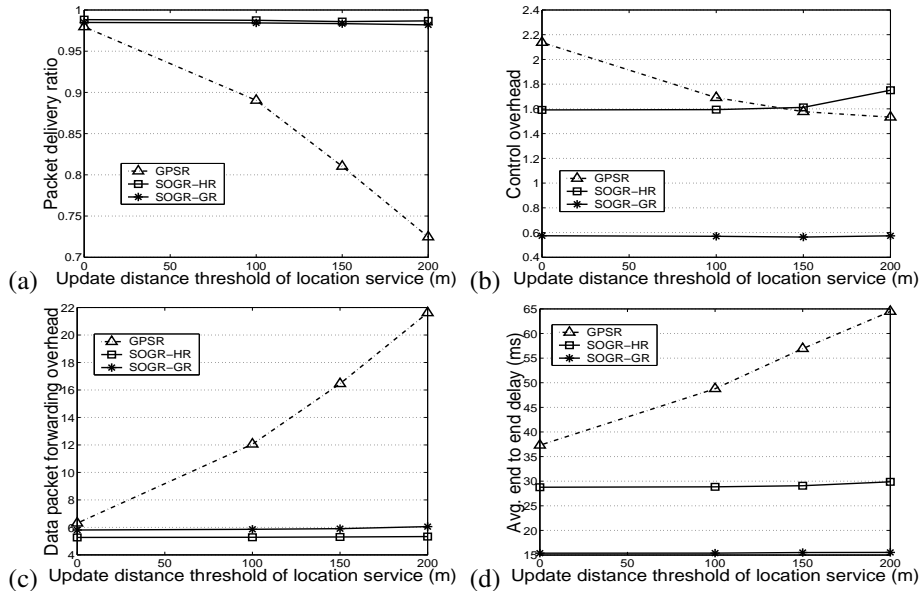 1
0.95
0.9
0.85
0.8
0.75
0.7
Packet delivery ratio
GPSR
SOGR-HR
SOGR-GR
0 50 100 150 200
(a) Update distance threshold of location service (m)
2.4
2.2
2
1.8
1.6
1.4
1.2
1
0.8
0.6
0.4
Control overhead
GPSR
SOGR-HR
SOGR-GR
0 50 100 150 200
(b) Update distance threshold of location service (m)
22
20
18
16
14
12
10
8
6
4
Data packet forwarding overhead
GPSR
SOGR-HR
SOGR-GR
0 50 100 150 200
(c) Update distance threshold of location service (m)
65
60
55
50
45
40
35
30
25
20
15
Avg. end to end delay (ms)
GPSR
SOGR-HR
SOGR-GR
0 50 100 150 200
(d) Update distance threshold of location service (m)